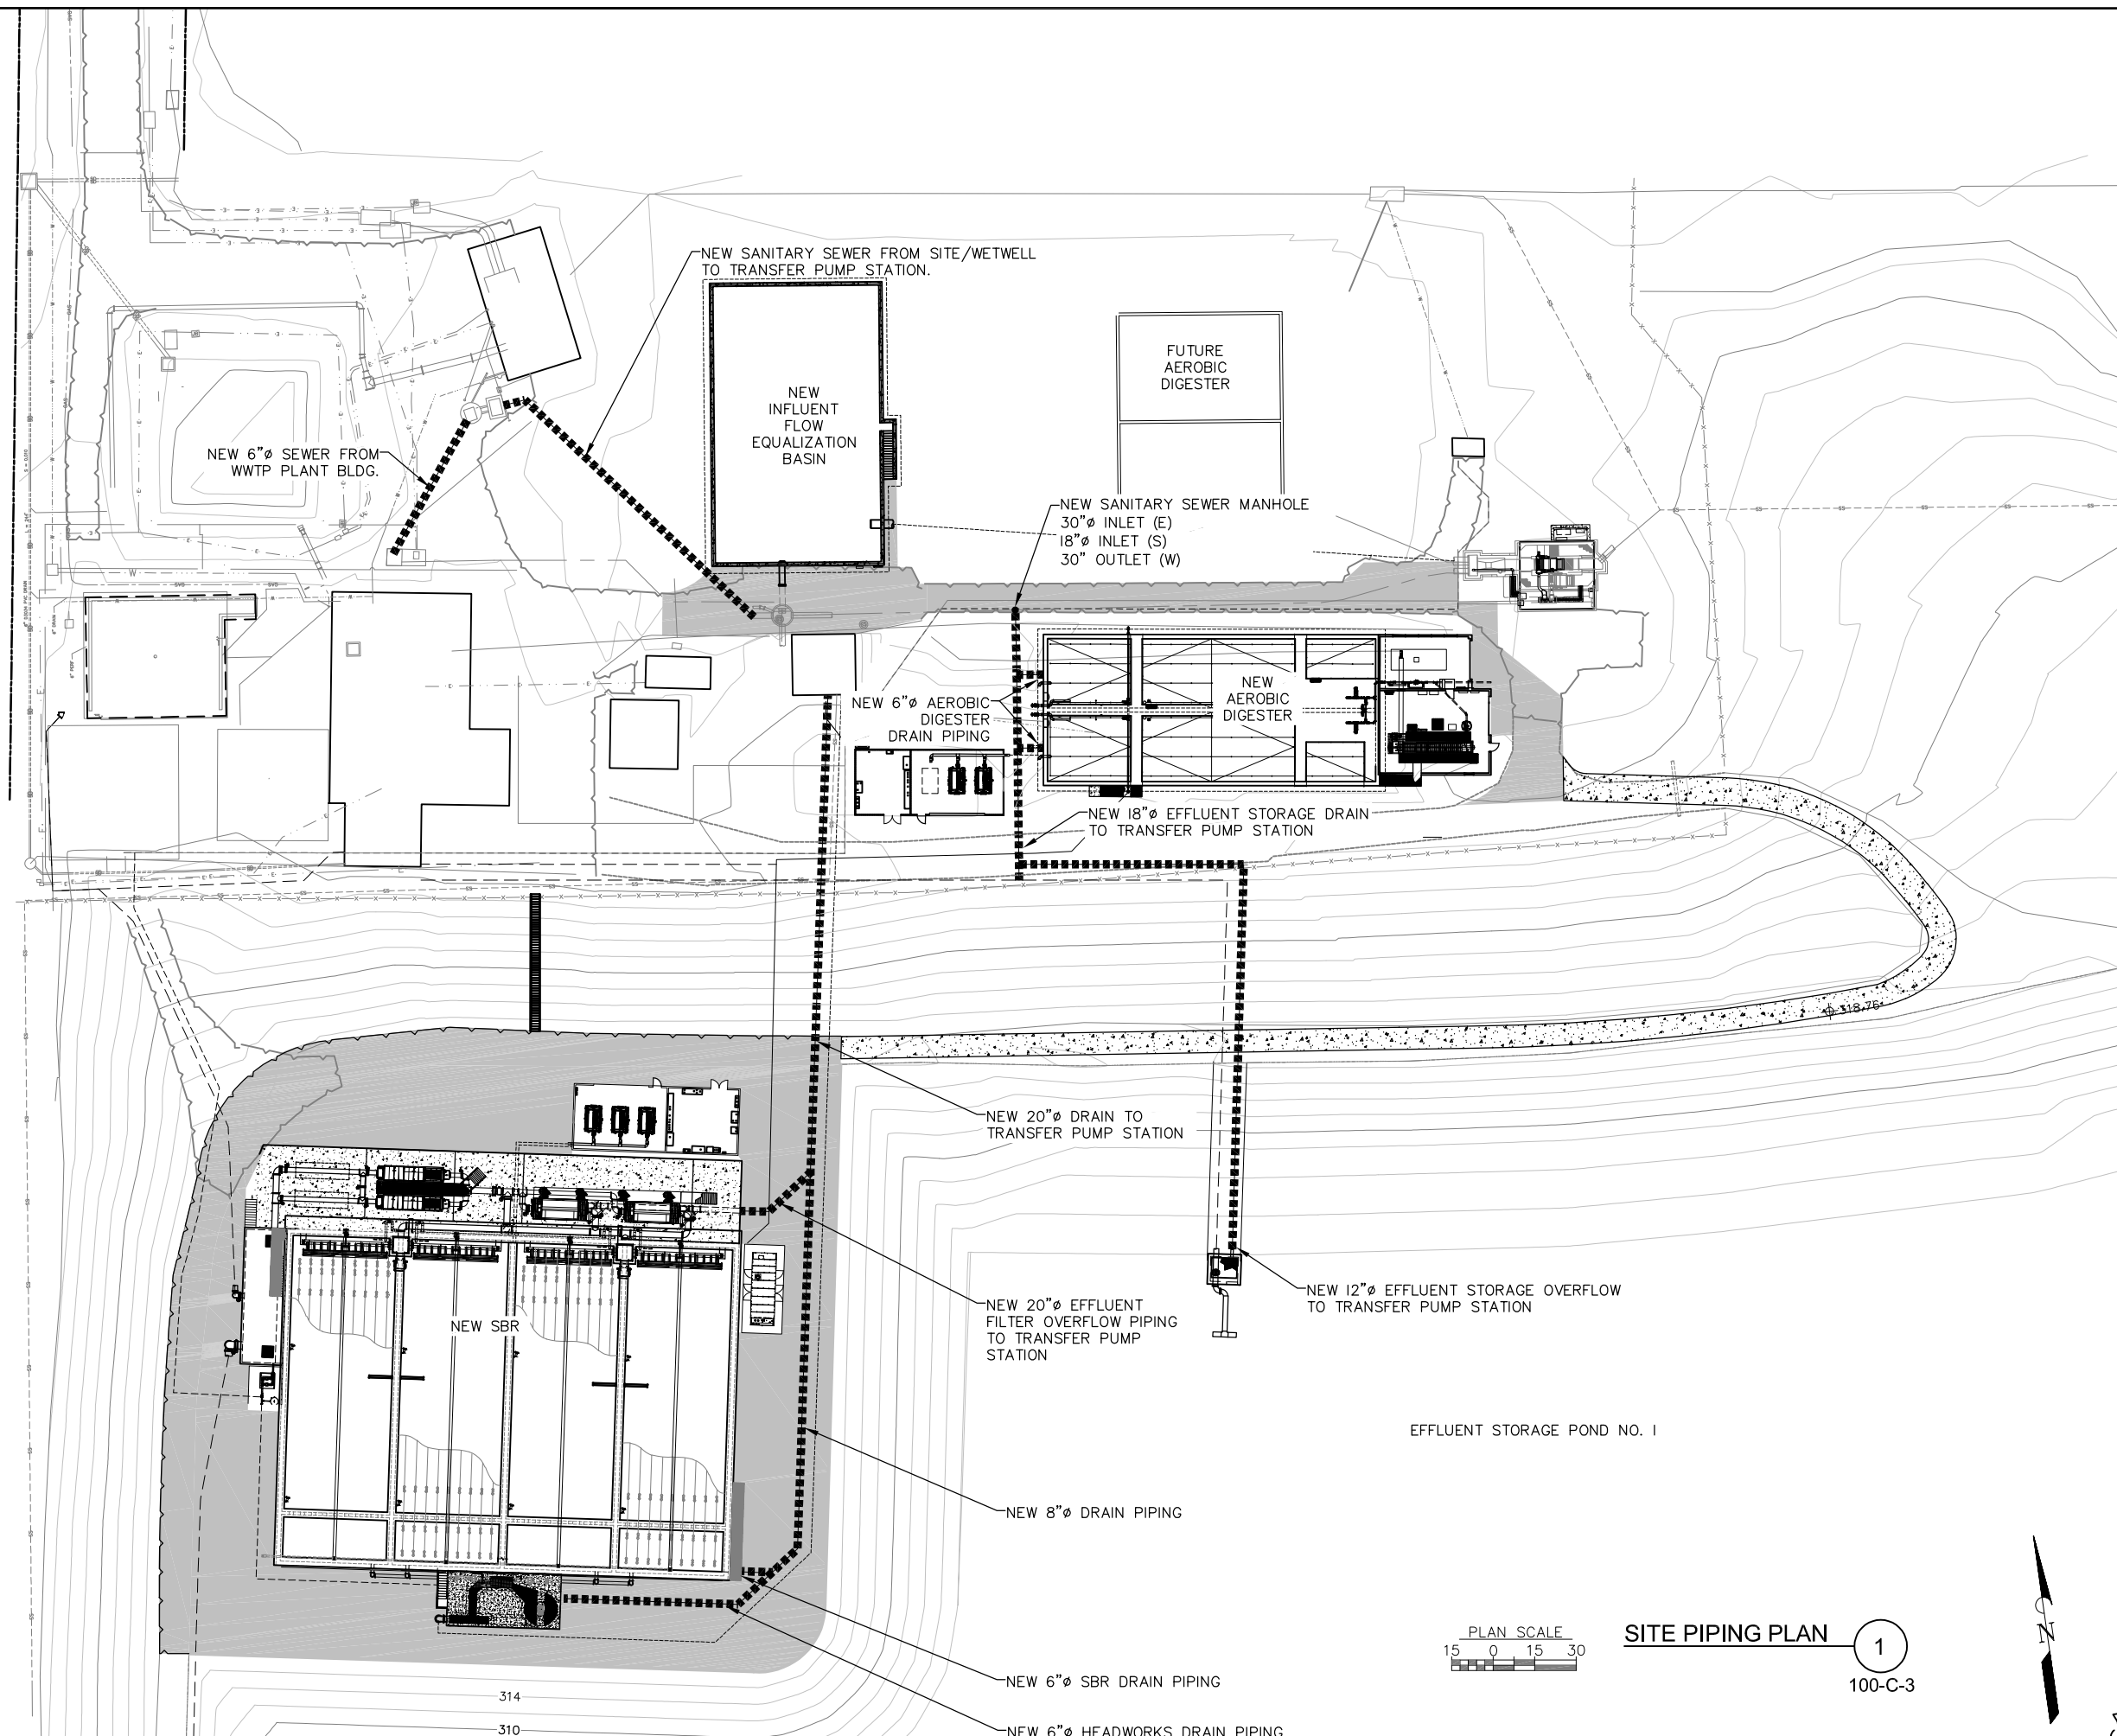 NEW SANITARY SEWER FROM SITE/WETWELL
TO TRANSFER PUMP STATION.
FUTURE
AEROBIC
DIGESTER
NEW
INFLUENT
FLOW
EQUALIZATION
BASIN
NEW 6"ø SEWER FROM
WWTP PLANT BLDG.
NEW SANITARY SEWER MANHOLE
30"ø INLET (E)
18"ø INLET (S)
30" OUTLET (W)
NEW 6"ø AEROBIC
DIGESTER
DRAIN PIPING
NEW
AEROBIC
DIGESTER
NEW 18"ø EFFLUENT STORAGE DRAIN
TO TRANSFER PUMP STATION
318.76
NEW 20"ø DRAIN TO
TRANSFER PUMP STATION
NEW 12"ø EFFLUENT STORAGE OVERFLOW
TO TRANSFER PUMP STATION
NEW 20"ø EFFLUENT
FILTER OVERFLOW PIPING
TO TRANSFER PUMP
STATION
NEW SBR
EFFLUENT STORAGE POND NO. 1
NEW 8"ø DRAIN PIPING
PLAN SCALE
15 0 15 30
SITE PIPING PLAN
1
100-C-3
N
NEW 6"ø SBR DRAIN PIPING
314
310
NEW 6"ø HEADWORKS DRAIN PIPING